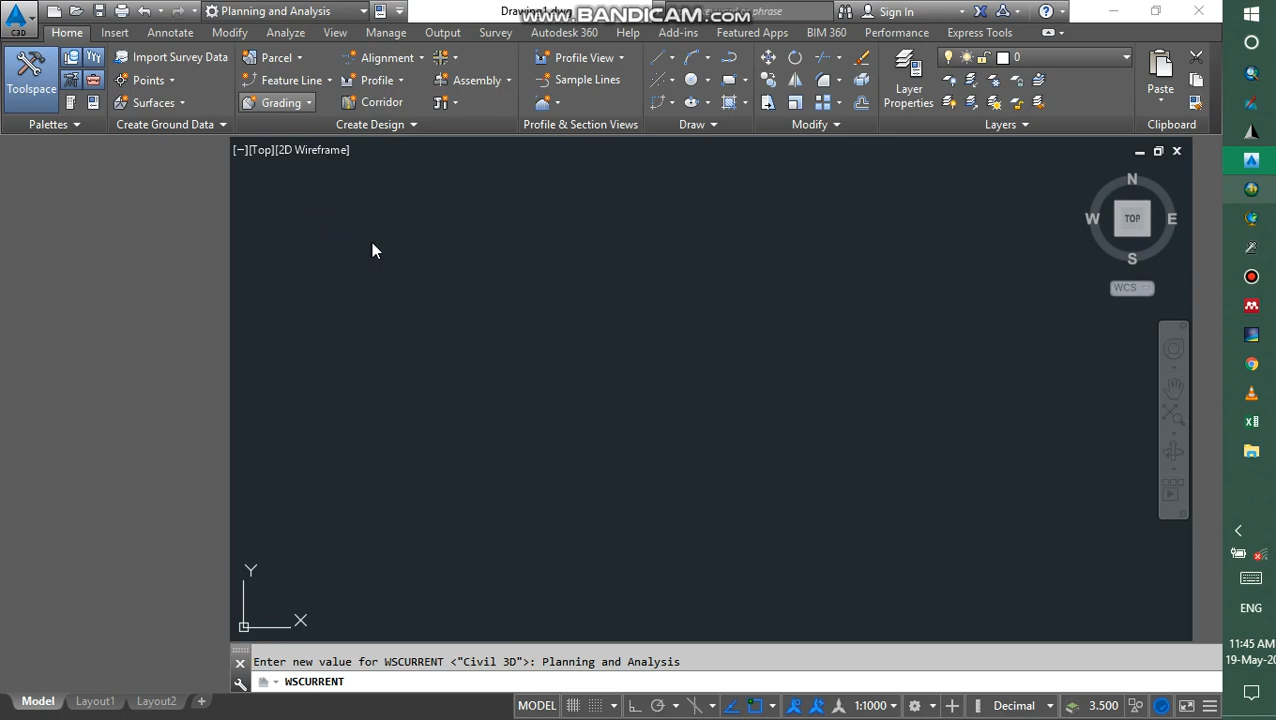 Planning and Analysis
Drawing1.dwg
www.BANDICAM.com
phrase
Sign In
C3D
Home Insert Annotate Modify Analyze View Manage Output Survey Autodesk 360 Help Add-ins Featured Apps BIM 360 Performance Express Tools
Toolspace
Import Survey Data
Points
Surfaces
Parcel
Feature Line
Grading
Alignment
Profile
Corridor
Assembly
Profile View
Sample Lines
Layer
Properties
0
Paste
Palettes Create Ground Data Create Design Profile & Section Views Draw Modify Layers Clipboard
[−][Top][2D Wireframe]
N
W TOP E
S
WCS
Y
X
Enter new value for WSCURRENT <"Civil 3D">: Planning and Analysis
WSCURRENT
Model Layout1 Layout2 +
MODEL 1:1000 Decimal 3.500
ENG
11:45 AM
19-May-20